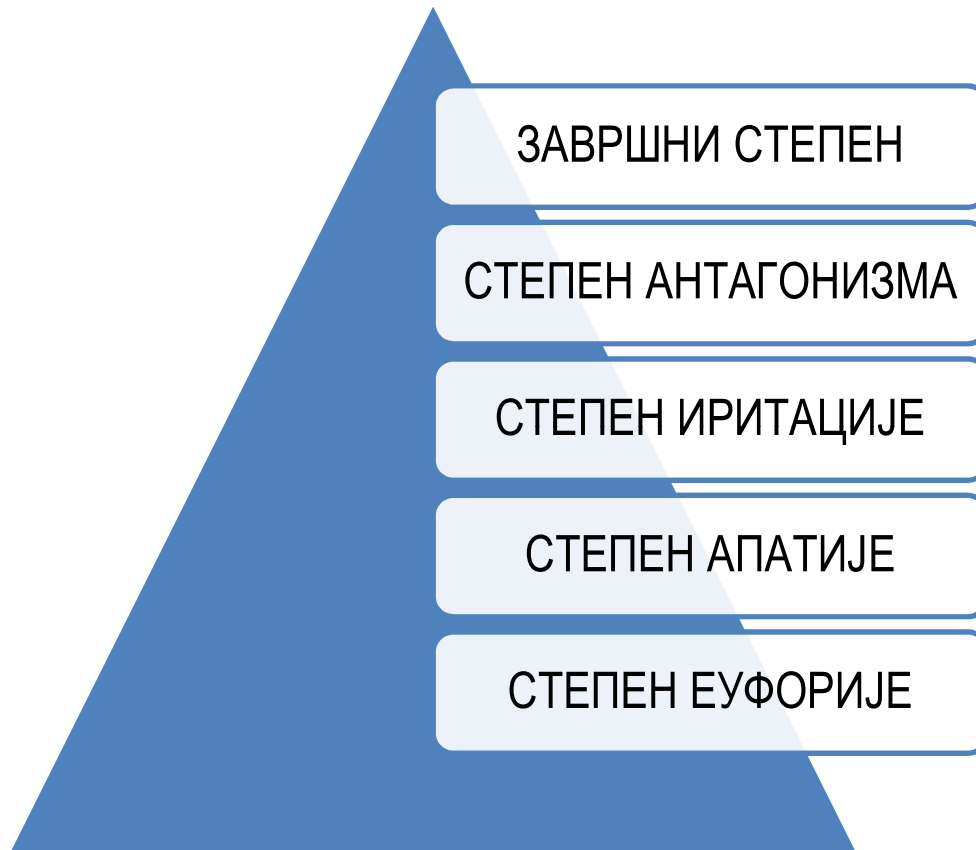 ЗАВРШНИ СТЕПЕН
СТЕПЕН АНТАГОНИЗМА
СТЕПЕН ИРИТАЦИЈЕ
СТЕПЕН АПАТИЈЕ
СТЕПЕН ЕУФОРИЈЕ